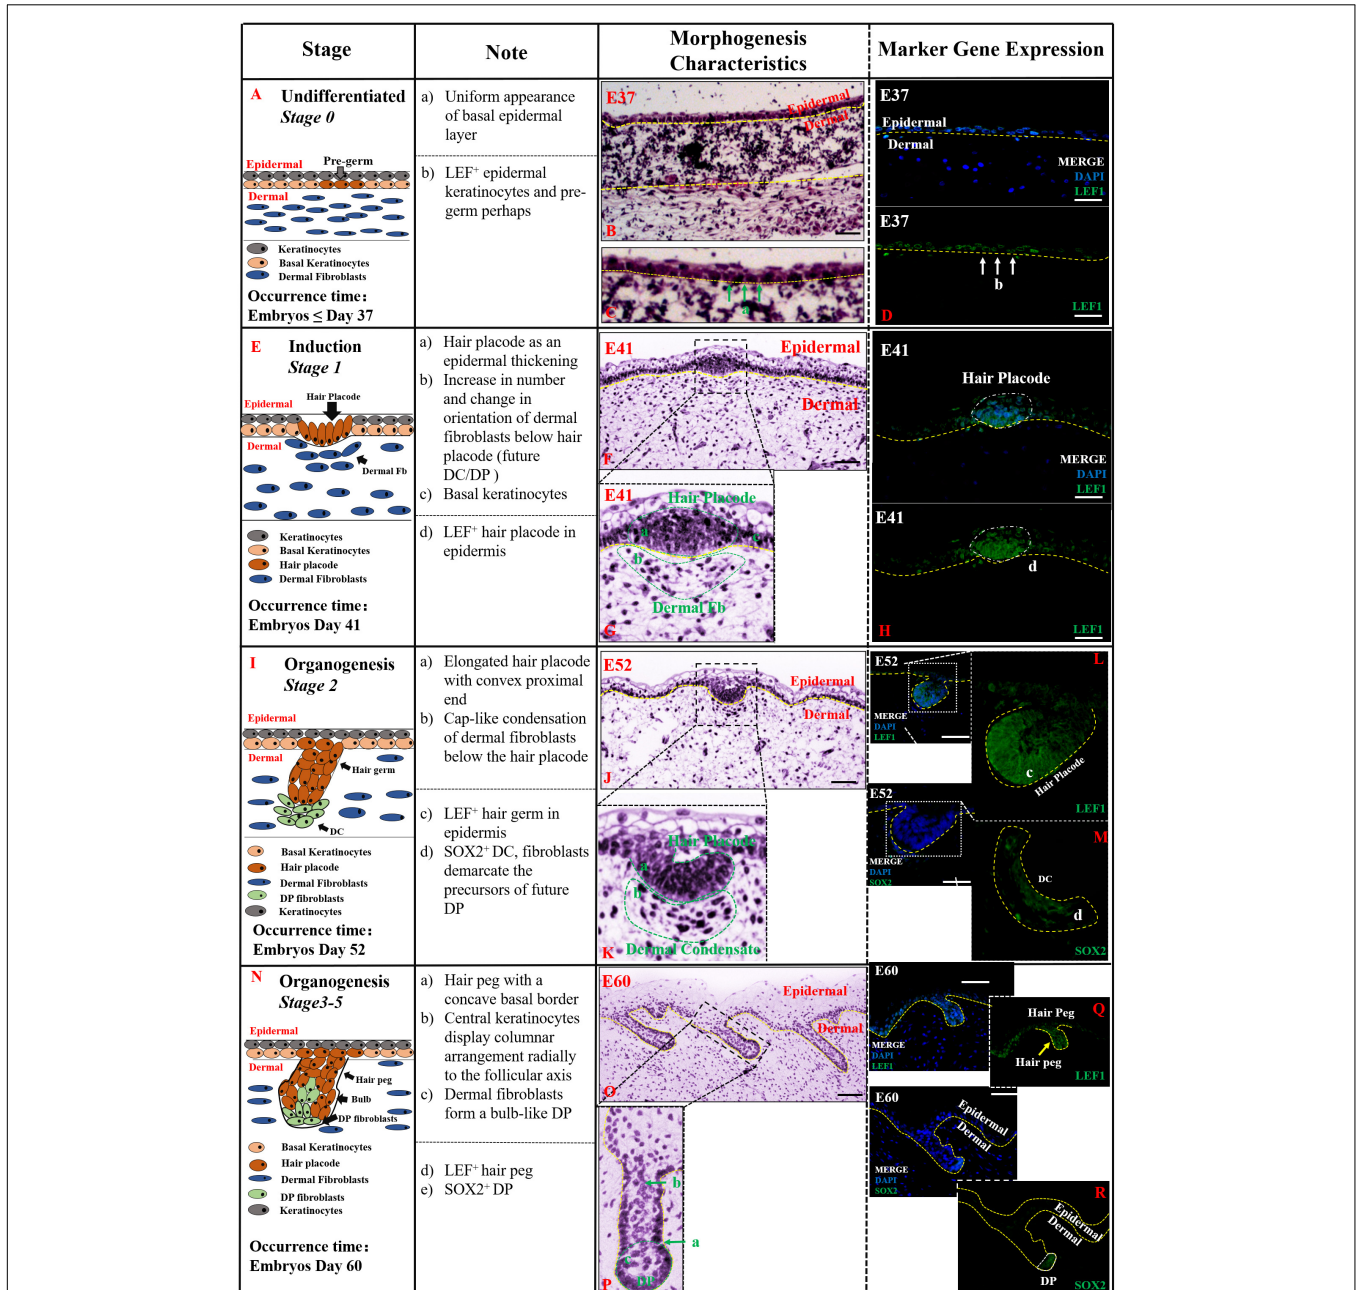 Stage
Note
Morphogenesis
Characteristics
Marker Gene Expression
A Undifferentiated
Stage 0
Pre-germ
Epidermal
Dermal
Keratinocytes
Basal Keratinocytes
Dermal Fibroblasts
Occurrence time:
Embryos ≤ Day 37
a) Uniform appearance
of basal epidermal
layer
b) LEF+ epidermal
keratinocytes and pre-
germ perhaps
E37
Epidermal
Dermal
B
C
a
E37
Epidermal
Dermal
MERGE
DAPI
LEF1
E37
b
D
LEF1
E Induction
Stage 1
Hair Placode
Epidermal
Dermal
Dermal Fb
Keratinocytes
Basal Keratinocytes
Hair placode
Dermal Fibroblasts
Occurrence time:
Embryos Day 41
a) Hair placode as an
epidermal thickening
b) Increase in number
and change in
orientation of dermal
fibroblasts below hair
placode (future
DC/DP )
c) Basal keratinocytes
d) LEF+ hair placode in
epidermis
E41
Epidermal
Dermal
F
E41
Hair Placode
a
c
b
Dermal Fb
G
E41
Hair Placode
MERGE
DAPI
LEF1
E41
d
H
LEF1
I Organogenesis
Stage 2
Epidermal
Dermal
Hair germ
DC
Basal Keratinocytes
Hair placode
Dermal Fibroblasts
DP fibroblasts
Keratinocytes
Occurrence time:
Embryos Day 52
a) Elongated hair placode
with convex proximal
end
b) Cap-like condensation
of dermal fibroblasts
below the hair placode
c) LEF+ hair germ in
epidermis
d) SOX2+ DC, fibroblasts
demarcate the
precursors of future
DP
E52
Epidermal
Dermal
J
Hair Placode
a
b
Dermal Condensate
K
E52
MERGE
DAPI
LEF1
L
c
Hair Placode
LEF1
E52
MERGE
DAPI
SOX2
M
DC
d
SOX2
N Organogenesis
Stage3-5
Epidermal
Dermal
Hair peg
Bulb
DP fibroblasts
Basal Keratinocytes
Hair placode
Dermal Fibroblasts
DP fibroblasts
Keratinocytes
Occurrence time:
Embryos Day 60
a) Hair peg with a
concave basal border
b) Central keratinocytes
display columnar
arrangement radially
to the follicular axis
c) Dermal fibroblasts
form a bulb-like DP
d) LEF+ hair peg
e) SOX2+ DP
E60
Epidermal
Dermal
O
b
a
c
DP
P
E60
MERGE
DAPI
LEF1
Q
Hair Peg
Hair peg
LEF1
E60
Epidermal
Dermal
MERGE
DAPI
SOX2
R
Epidermal
Dermal
DP
SOX2